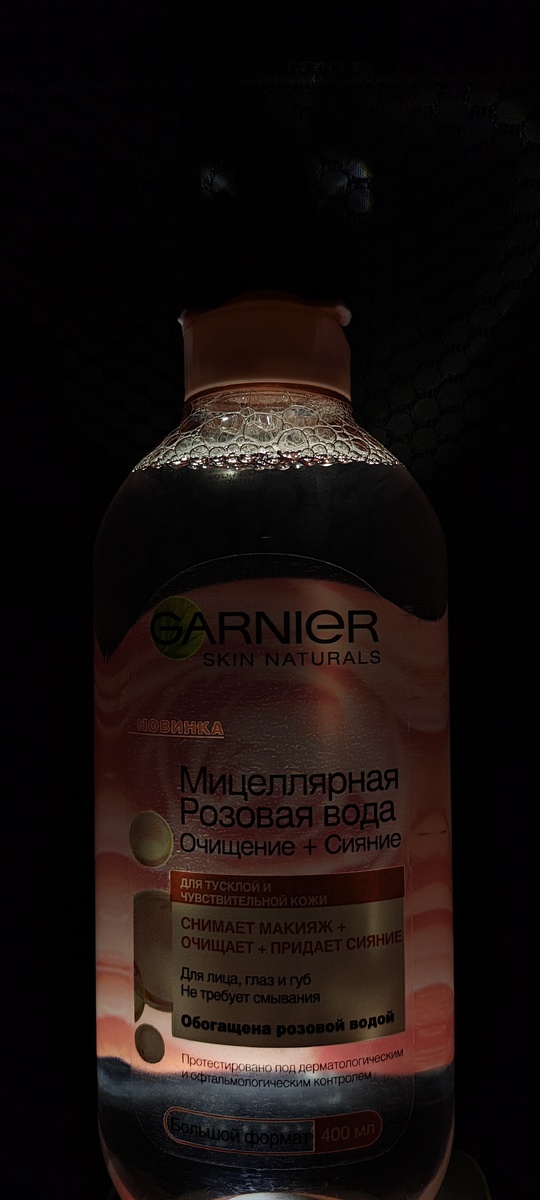 GARNIER
SKIN NATURALS
НОВИНКА
Мицеллярная
Розовая вода
Очищение + Сияние
ДЛЯ ТУСКЛОЙ И
ЧУВСТВИТЕЛЬНОЙ КОЖИ
СНИМАЕТ МАКИЯЖ +
ОЧИЩАЕТ + ПРИДАЕТ СИЯНИЕ
Для лица, глаз и губ
Не требует смывания
Обогащена розовой водой
Протестировано под дерматологическим
и офтальмологическим контролем
Большой формат 400 мл